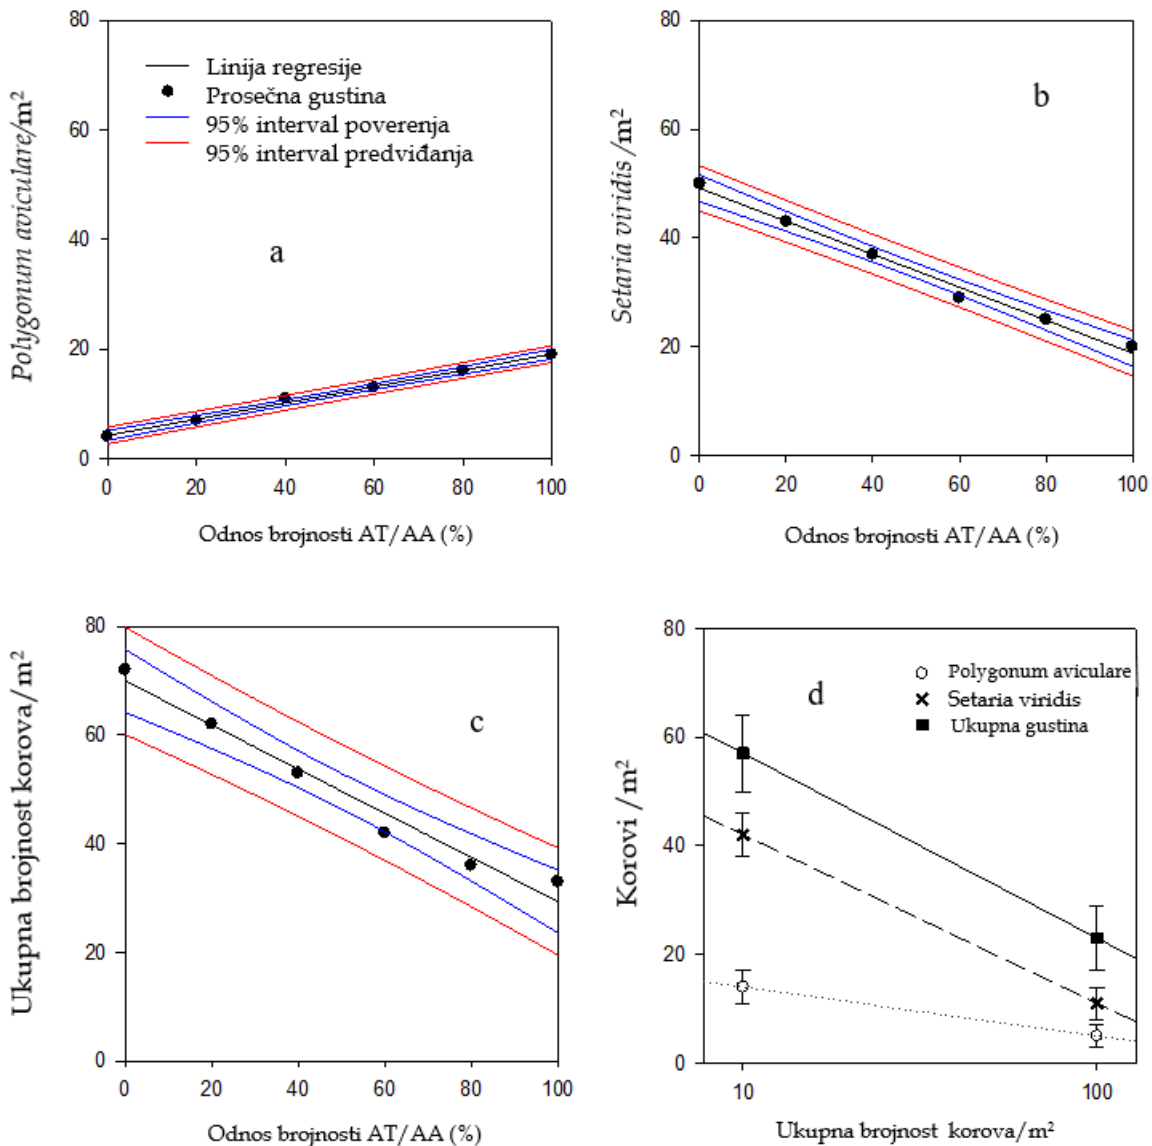 80
60
40
20
0
Polygonum aviculare/m²
Linija regresije
Prosečna gustina
95% interval poverenja
95% interval predviđanja
a
0 20 40 60 80 100
Odnos brojnosti AT/AA (%)
80
60
40
20
0
Setaria viridis /m²
b
0 20 40 60 80 100
Odnos brojnosti AT/AA (%)
80
60
40
20
0
Ukupna brojnost korova/m²
c
0 20 40 60 80 100
Odnos brojnosti AT/AA (%)
80
60
40
20
0
Korovi /m²
d
Polygonum aviculare
Setaria viridis
Ukupna gustina
10 100
Ukupna brojnost korova/m²